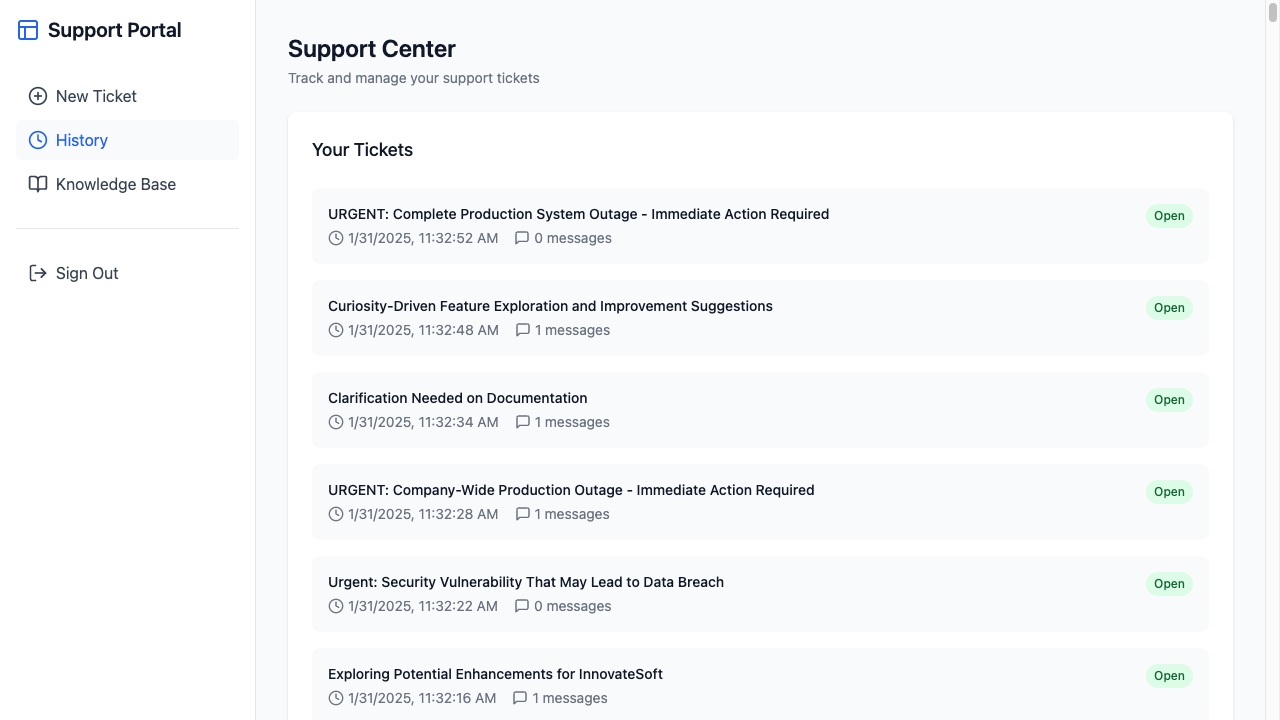 Support Portal
New Ticket
History
Knowledge Base
Sign Out
Support Center
Track and manage your support tickets
Your Tickets
URGENT: Complete Production System Outage - Immediate Action Required
Open
1/31/2025, 11:32:52 AM 0 messages
Curiosity-Driven Feature Exploration and Improvement Suggestions
Open
1/31/2025, 11:32:48 AM 1 messages
Clarification Needed on Documentation
Open
1/31/2025, 11:32:34 AM 1 messages
URGENT: Company-Wide Production Outage - Immediate Action Required
Open
1/31/2025, 11:32:28 AM 1 messages
Urgent: Security Vulnerability That May Lead to Data Breach
Open
1/31/2025, 11:32:22 AM 0 messages
Exploring Potential Enhancements for InnovateSoft
Open
1/31/2025, 11:32:16 AM 1 messages